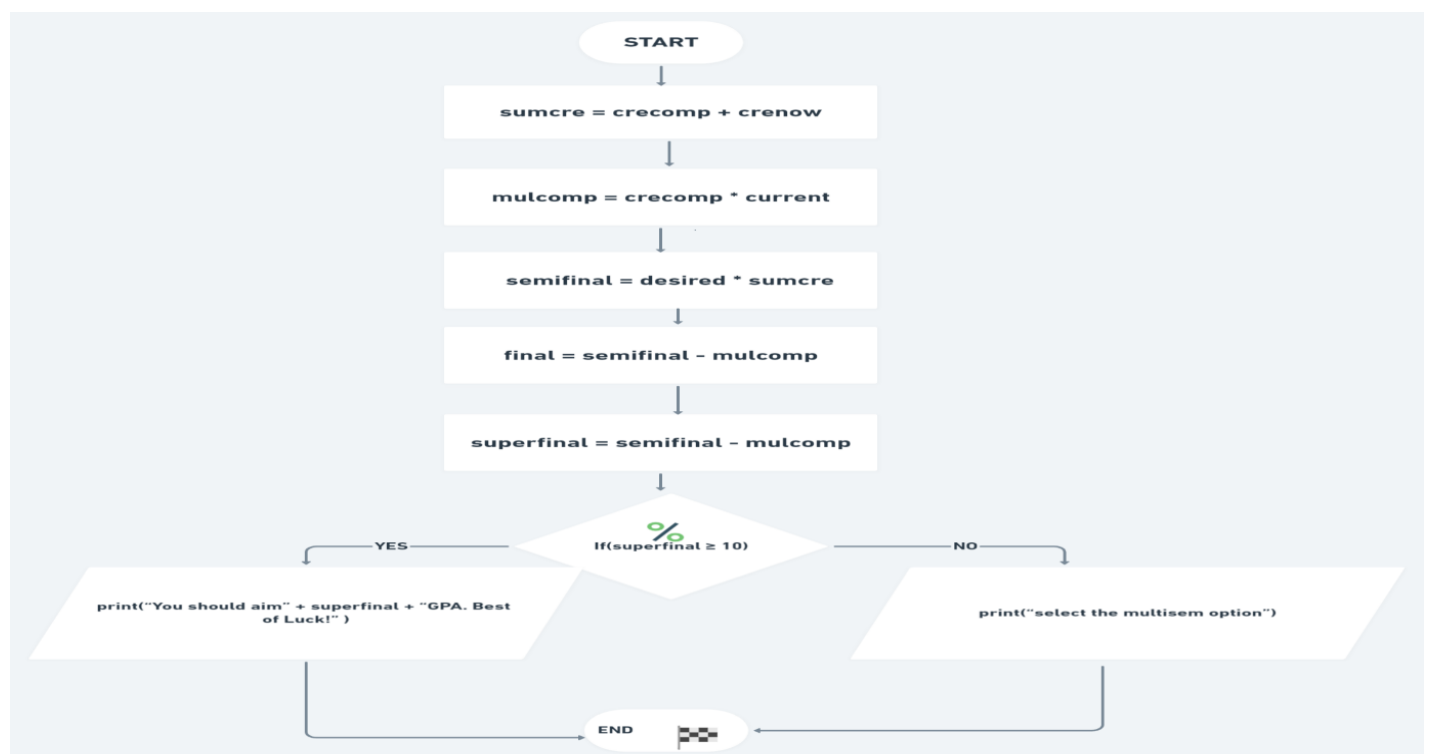 START
sumcre = crecomp + crenow
mulcomp = crecomp * current
semifinal = desired * sumcre
final = semifinal - mulcomp
superfinal = semifinal - mulcomp
%
If(superfinal ≥ 10)
YES
NO
print("You should aim" + superfinal + "GPA. Best
of Luck!" )
print("select the multisem option")
END